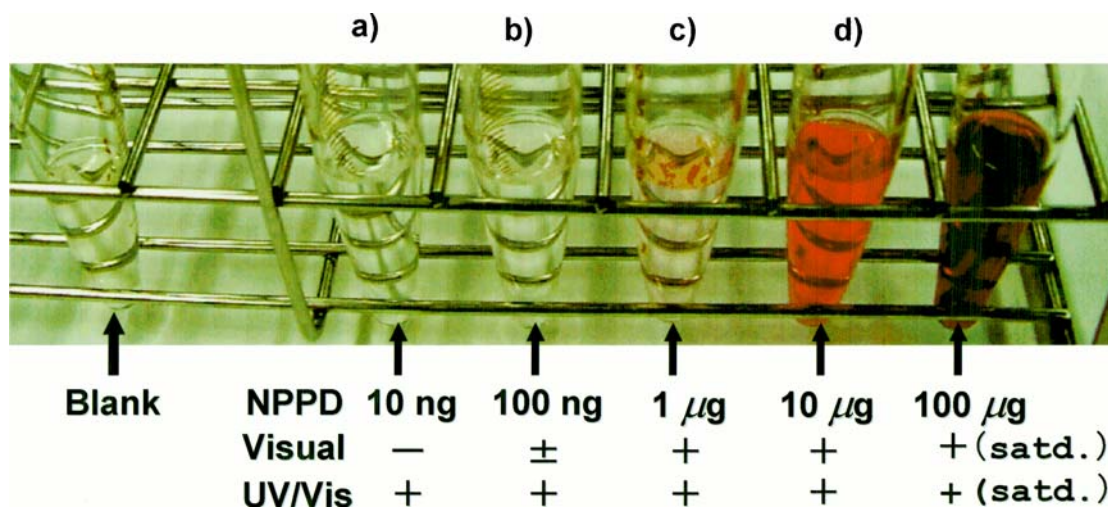 a) b) c) d)
Blank NPPD 10 ng 100 ng 1 μg 10 μg 100 μg
Visual − ± + + +(satd.)
UV/Vis + + + + +(satd.)